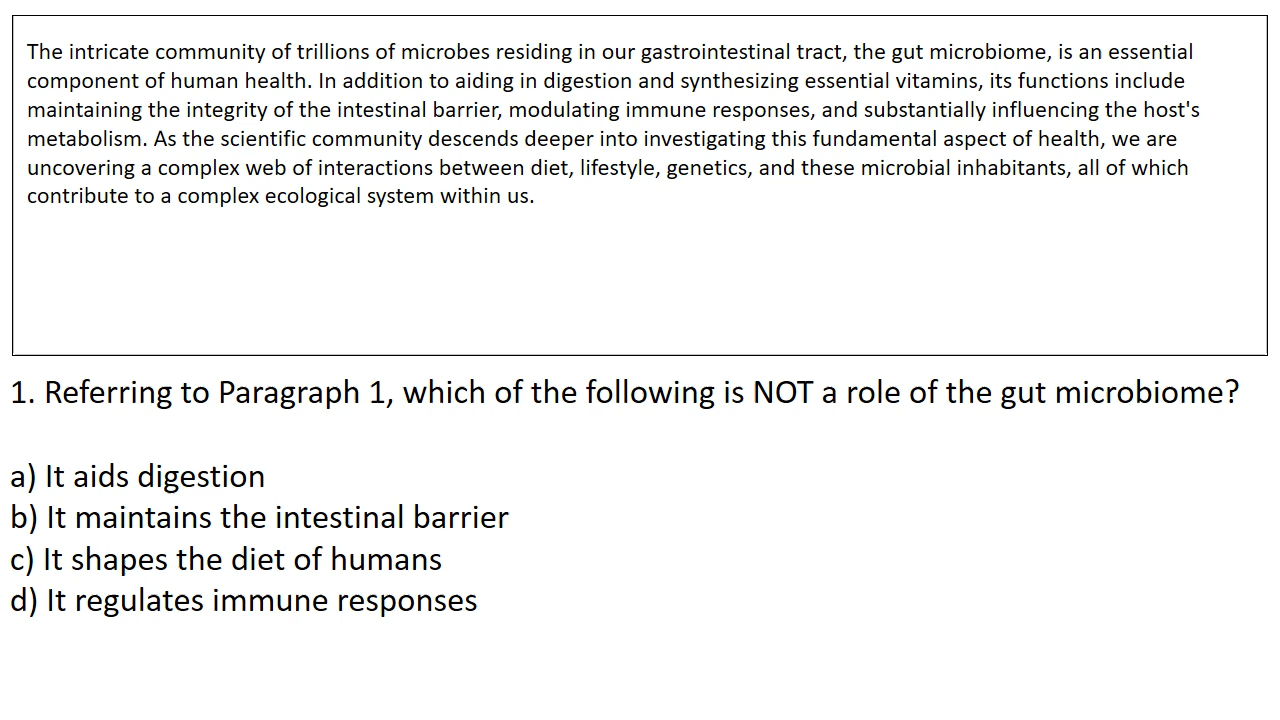 The intricate community of trillions of microbes residing in our gastrointestinal tract, the gut microbiome, is an essential
component of human health. In addition to aiding in digestion and synthesizing essential vitamins, its functions include
maintaining the integrity of the intestinal barrier, modulating immune responses, and substantially influencing the host's
metabolism. As the scientific community descends deeper into investigating this fundamental aspect of health, we are
uncovering a complex web of interactions between diet, lifestyle, genetics, and these microbial inhabitants, all of which
contribute to a complex ecological system within us.
1. Referring to Paragraph 1, which of the following is NOT a role of the gut microbiome?
a) It aids digestion
b) It maintains the intestinal barrier
c) It shapes the diet of humans
d) It regulates immune responses